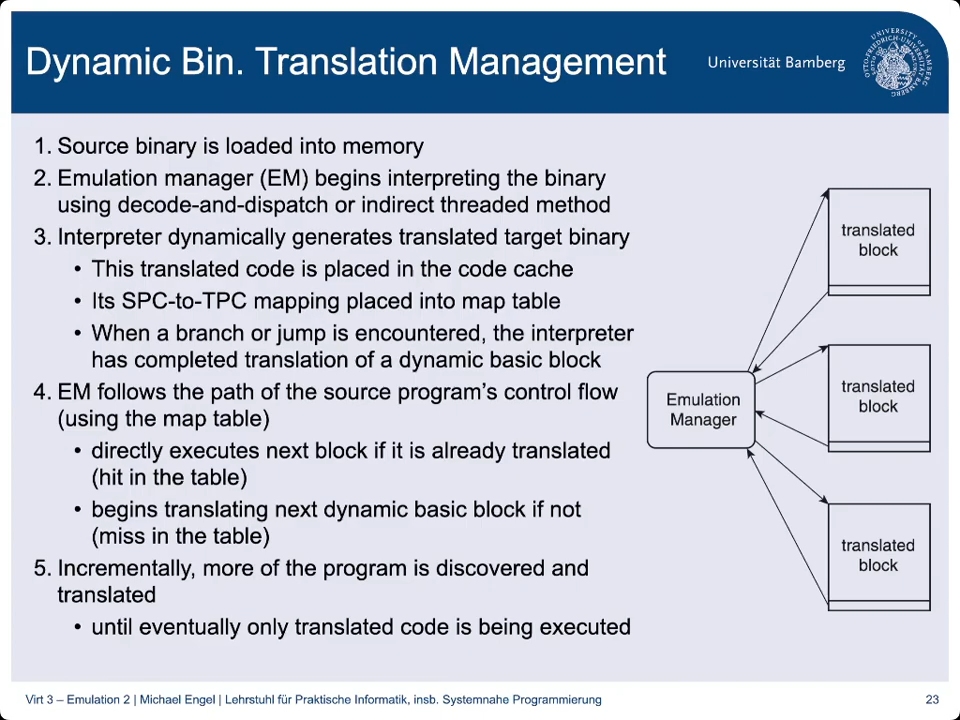 Dynamic Bin. Translation Management
Universität Bamberg
1. Source binary is loaded into memory
2. Emulation manager (EM) begins interpreting the binary
using decode-and-dispatch or indirect threaded method
3. Interpreter dynamically generates translated target binary
• This translated code is placed in the code cache
• Its SPC-to-TPC mapping placed into map table
• When a branch or jump is encountered, the interpreter
has completed translation of a dynamic basic block
4. EM follows the path of the source program’s control flow
(using the map table)
• directly executes next block if it is already translated
(hit in the table)
• begins translating next dynamic basic block if not
(miss in the table)
5. Incrementally, more of the program is discovered and
translated
• until eventually only translated code is being executed
translated
block
Emulation
Manager
translated
block
translated
block
Virt 3 – Emulation 2 | Michael Engel | Lehrstuhl für Praktische Informatik, insb. Systemnahe Programmierung
23